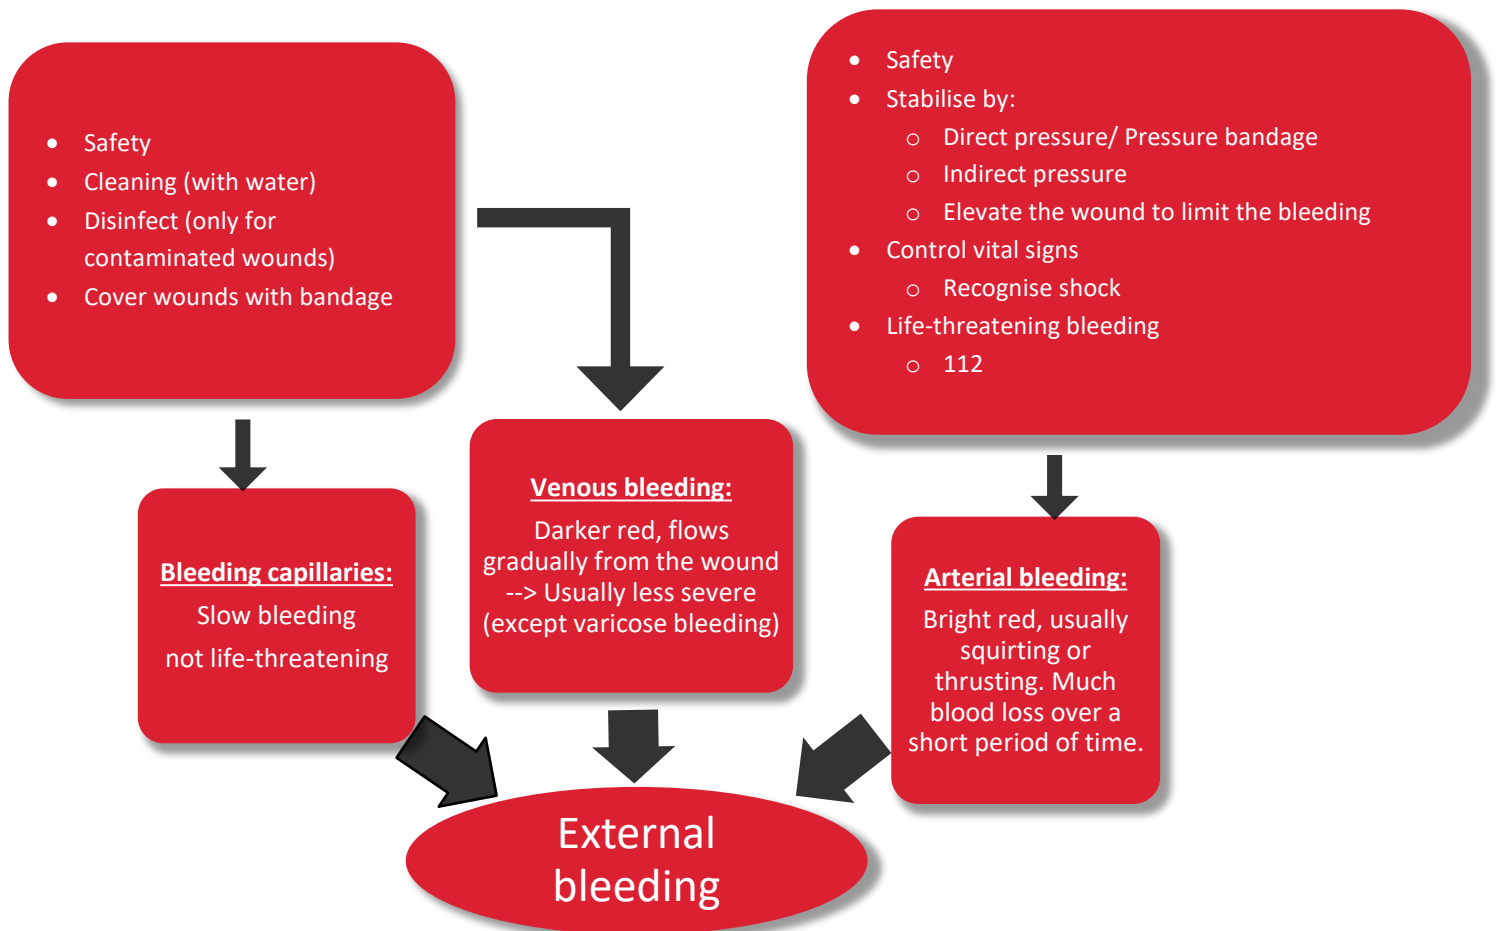 • Safety
• Cleaning (with water)
• Disinfect (only for
contaminated wounds)
• Cover wounds with bandage
• Safety
• Stabilise by:
o Direct pressure/ Pressure bandage
o Indirect pressure
o Elevate the wound to limit the bleeding
• Control vital signs
o Recognise shock
• Life-threatening bleeding
o 112
Bleeding capillaries:
Slow bleeding
not life-threatening
Venous bleeding:
Darker red, flows
gradually from the wound
--> Usually less severe
(except varicose bleeding)
Arterial bleeding:
Bright red, usually
squirting or
thrusting. Much
blood loss over a
short period of time.
External
bleeding